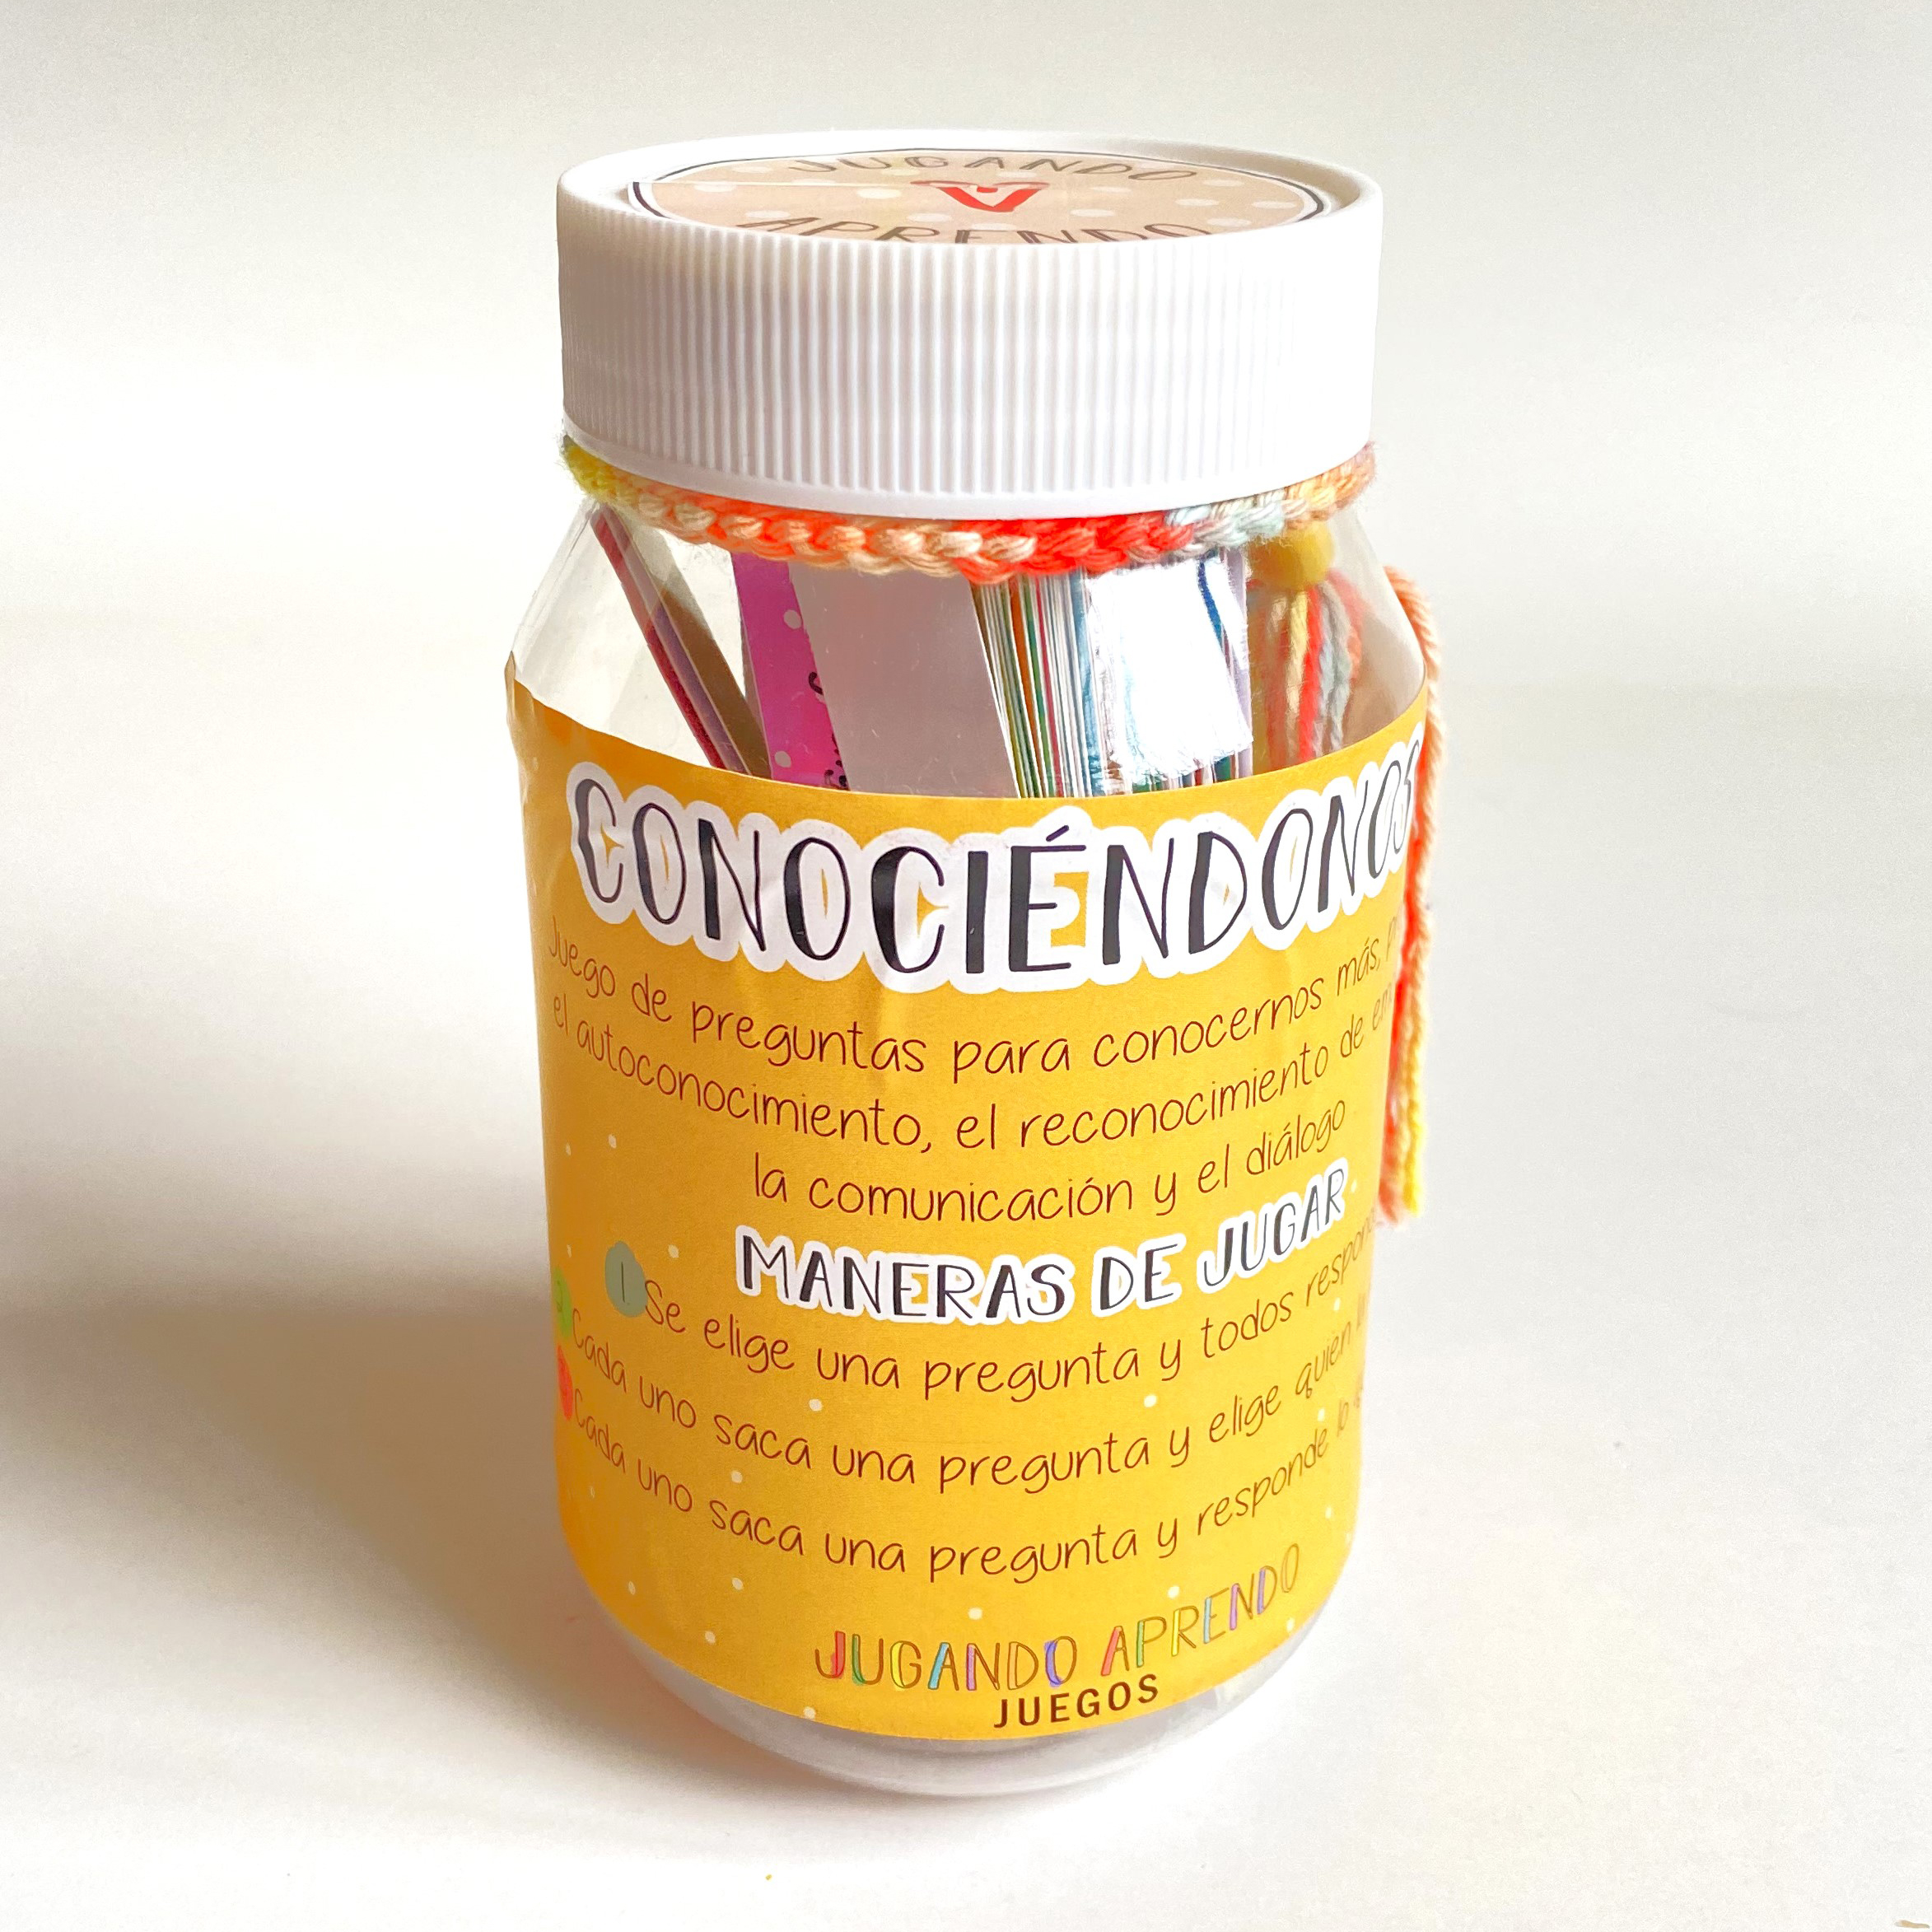 JUGANDO
APRENDO
CONOCIÉNDONOS
Juego de preguntas para conocernos más,
el autoconocimiento, el reconocimiento de
la comunicación y el diálogo
MANERAS DE JUGAR
1 Se elige una pregunta y todos
Cada uno saca una pregunta y elige quien
Cada uno saca una pregunta y responde lo
JUGANDO APRENDO
JUEGOS